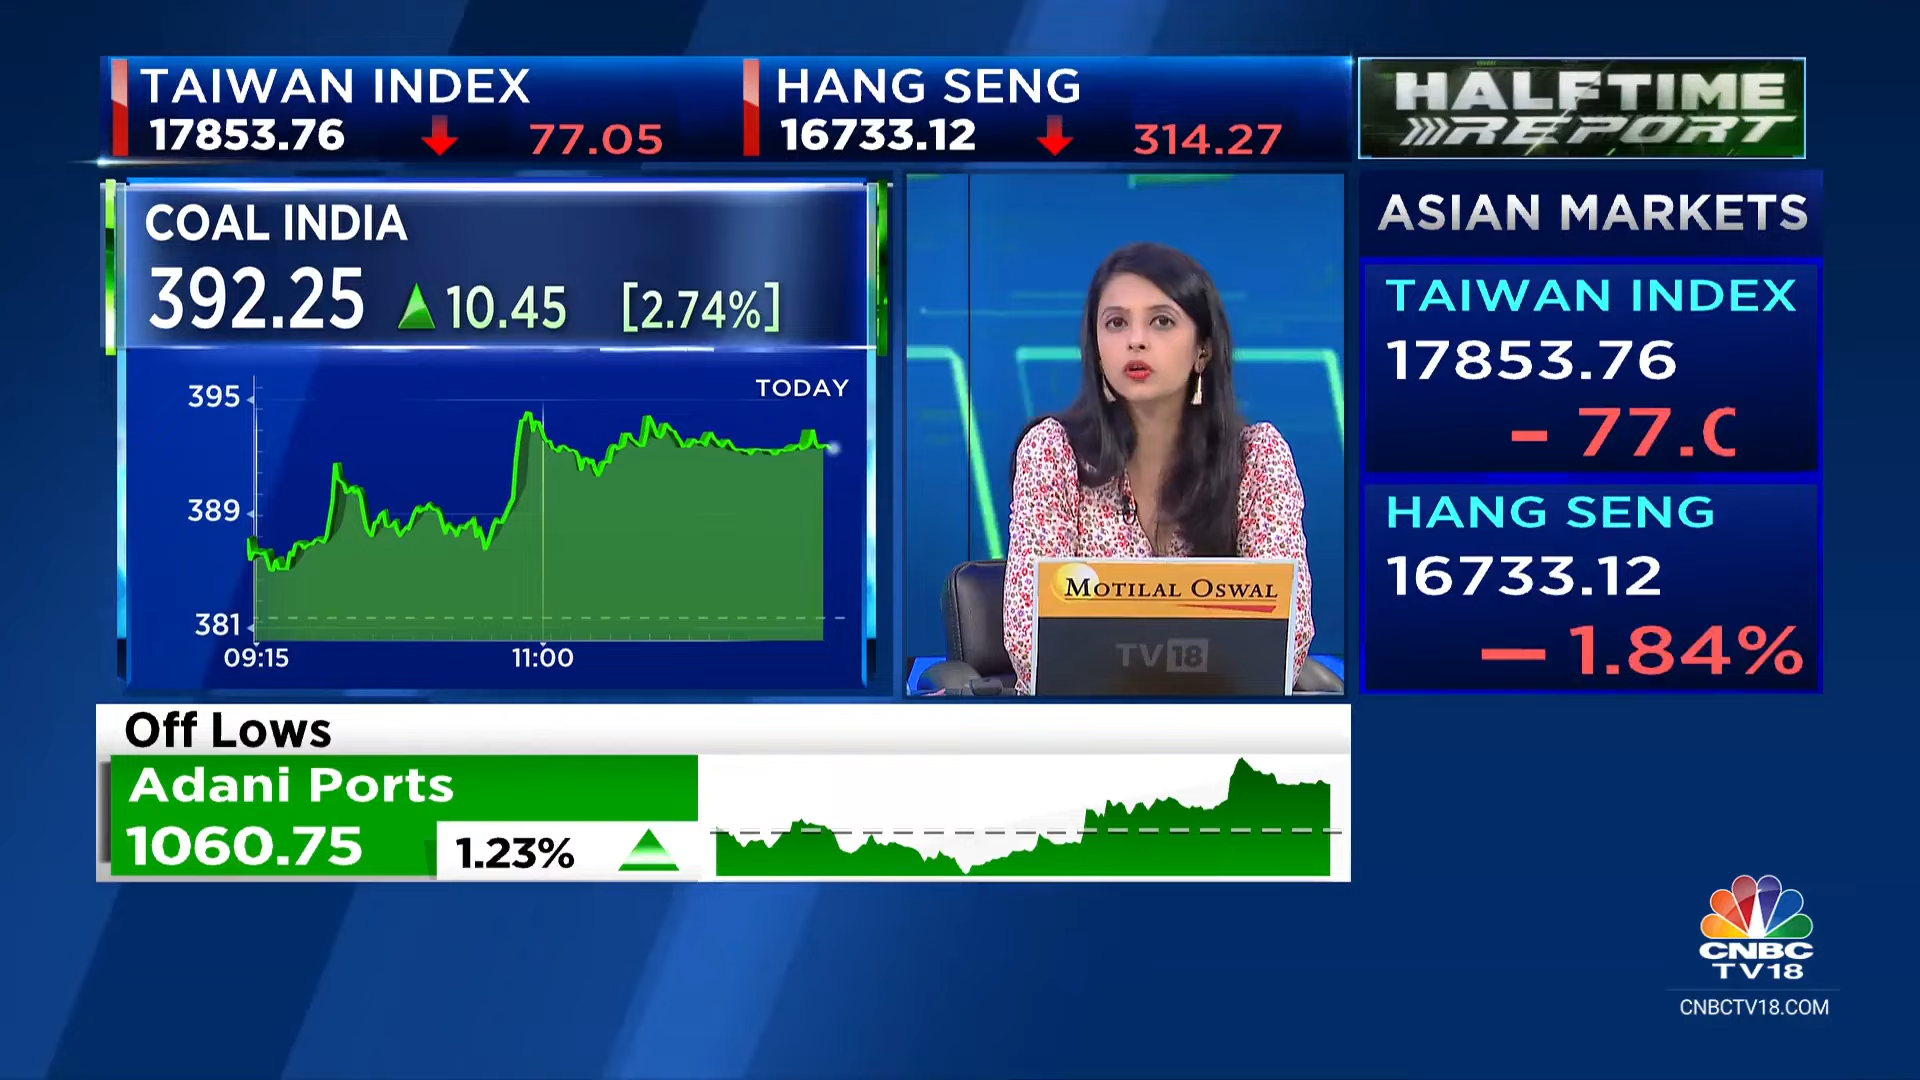 TAIWAN INDEX
17853.76 77.05
HANG SENG
16733.12 314.27
HALFTIME
REPORT
COAL INDIA
392.25 10.45 [2.74%]
TODAY
395
389
381
09:15 11:00
MOTILAL OSWAL
TV18
ASIAN MARKETS
TAIWAN INDEX
17853.76
- 77.0
HANG SENG
16733.12
- 1.84%
Off Lows
Adani Ports
1060.75
1.23%
CNBC
TV18
CNBCTV18.COM